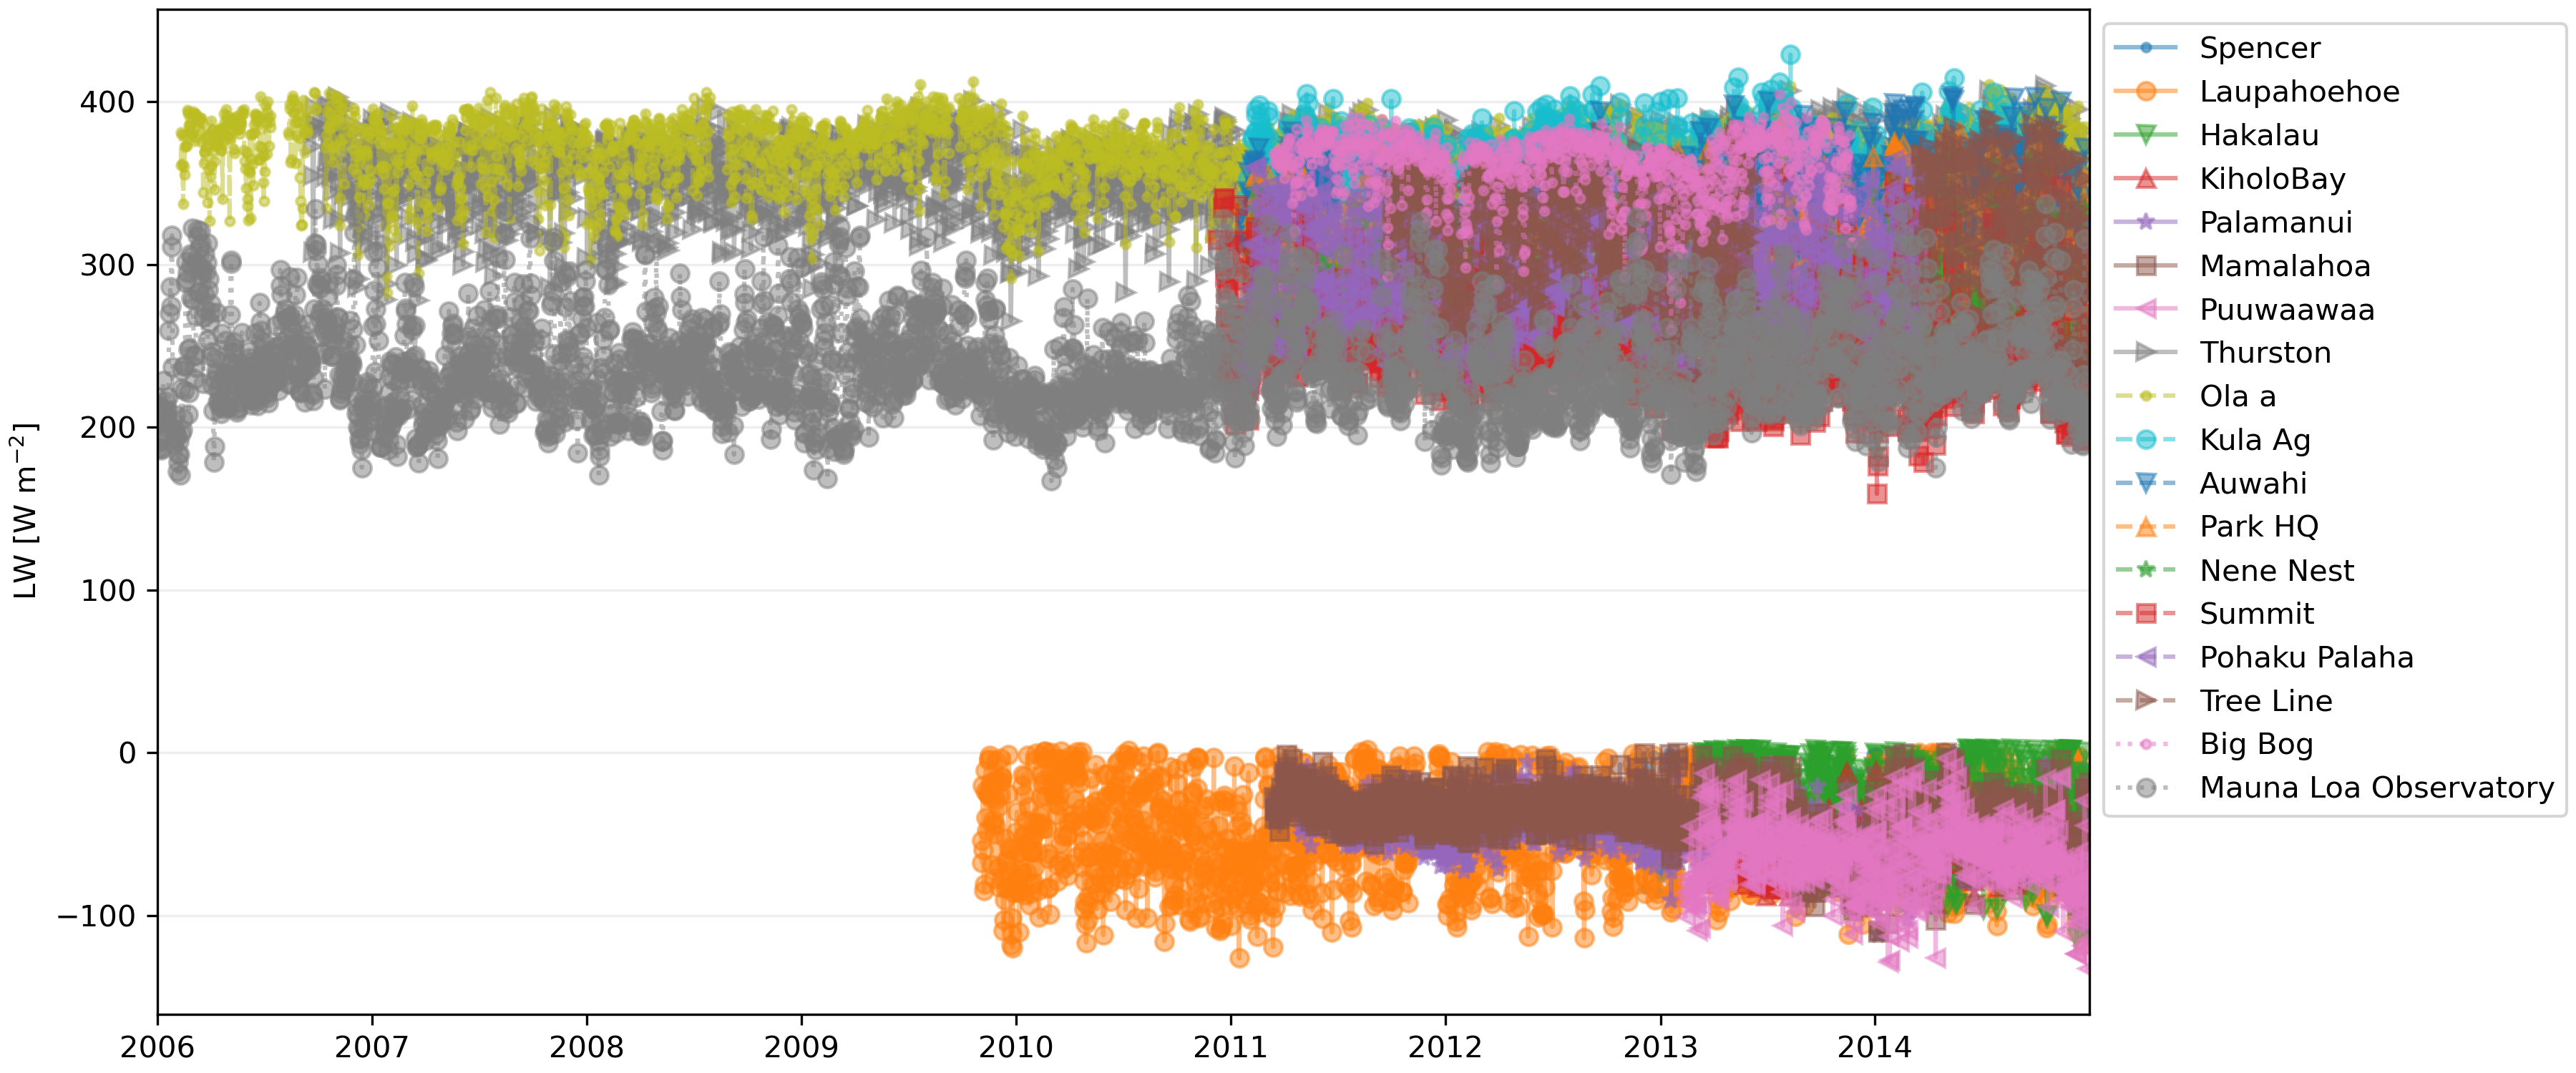 400
300
200
100
0
−100
LW [W m⁻²]
2006 2007 2008 2009 2010 2011 2012 2013 2014
Spencer
Laupahoehoe
Hakalau
KiholoBay
Palamanui
Mamalahoa
Puuwaawaa
Thurston
Ola a
Kula Ag
Auwahi
Park HQ
Nene Nest
Summit
Pohaku Palaha
Tree Line
Big Bog
Mauna Loa Observatory